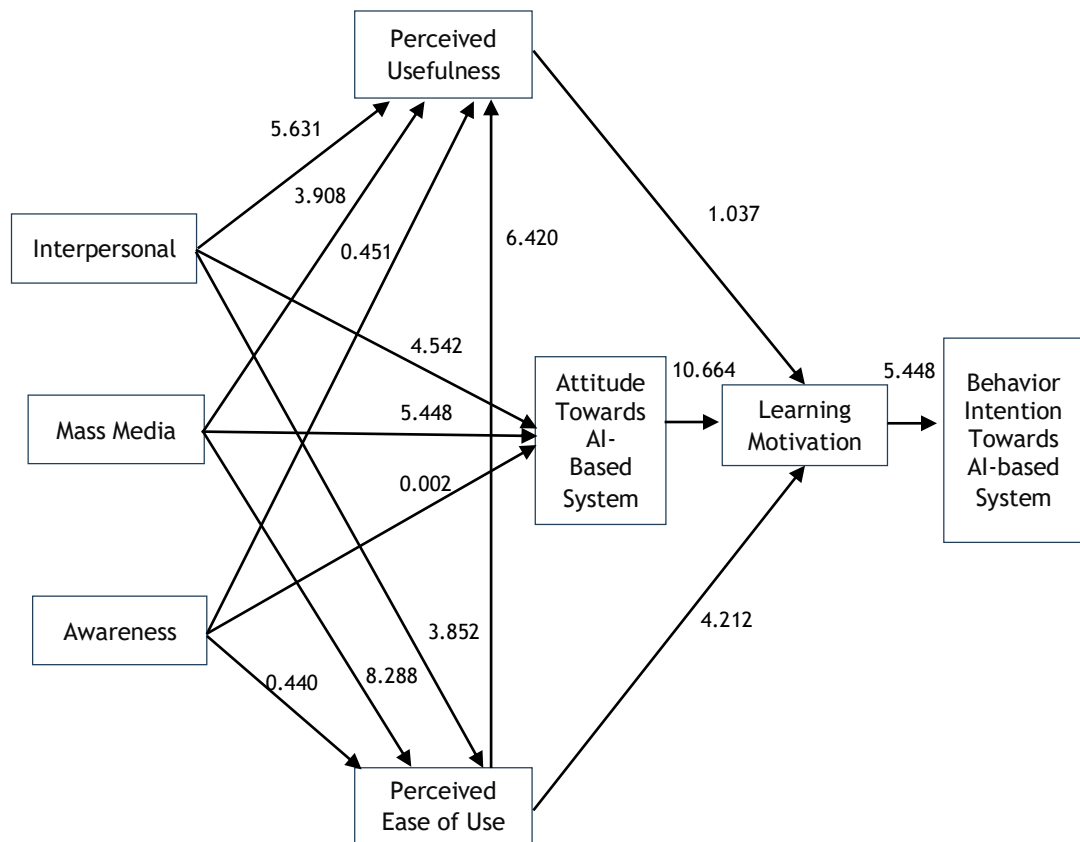 Perceived
Usefulness
5.631
3.908
1.037
Interpersonal
0.451
6.420
4.542
Attitude
Towards
AI-
Based
System
10.664
5.448
Behavior
Intention
Towards
AI-based
System
Learning
Motivation
Mass Media
5.448
0.002
Awareness
3.852
4.212
0.440
8.288
Perceived
Ease of Use